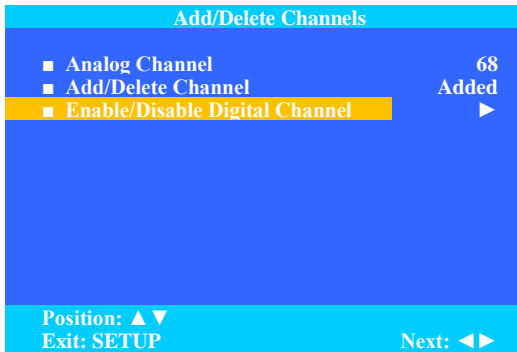 Add/Delete Channels
■ Analog Channel 68
■ Add/Delete Channel Added
■ Enable/Disable Digital Channel ►
Position: ▲▼
Exit: SETUP Next: ◄►